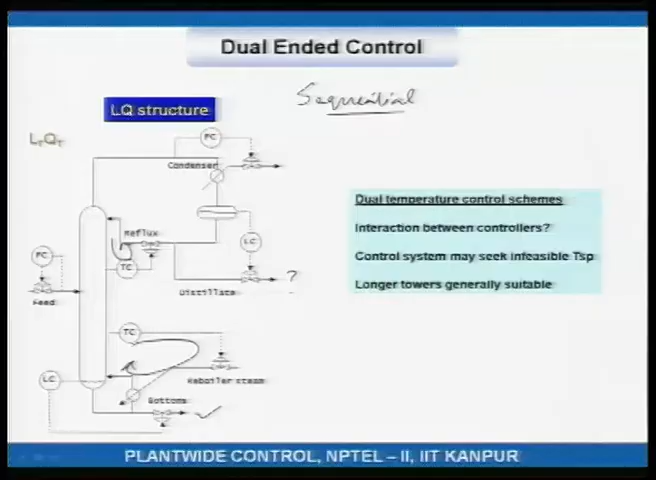 Dual Ended Control
Sequential
LQ structure
LTQT
PC
Condenser
Dual temperature control schemes
Interaction between controllers?
Control system may seek infeasible Tsp
Longer towers generally suitable
Reflux
LC
FC
TC
Feed
Distillate
?
TC
LC
Reboiler steam
Bottoms
PLANTWIDE CONTROL, NPTEL – II, IIT KANPUR